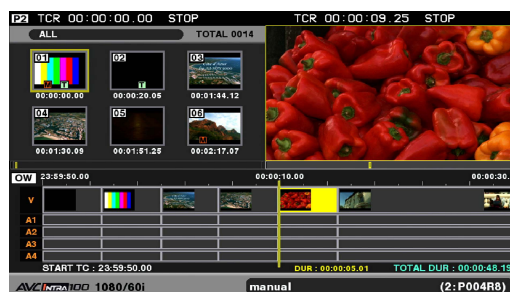 P2 TCR 00:00:00.00 STOP TCR 00:00:09.25 STOP
ALL TOTAL 0014
01 02 03
M T T
00:00:00.00 00:00:20.05 00:01:44.12
04 05 06
M
00:01:30.09 00:01:51.25 00:02:17.07
OW 23:59:50.00 00:00:10.00 00:00:30.
V
A1
A2
A3
A4
START TC : 23:59:50.00 DUR : 00:00:05.01 TOTAL DUR : 00:00:48.19
AVC INTRA 100 1080/60i manual (2: P004R8)